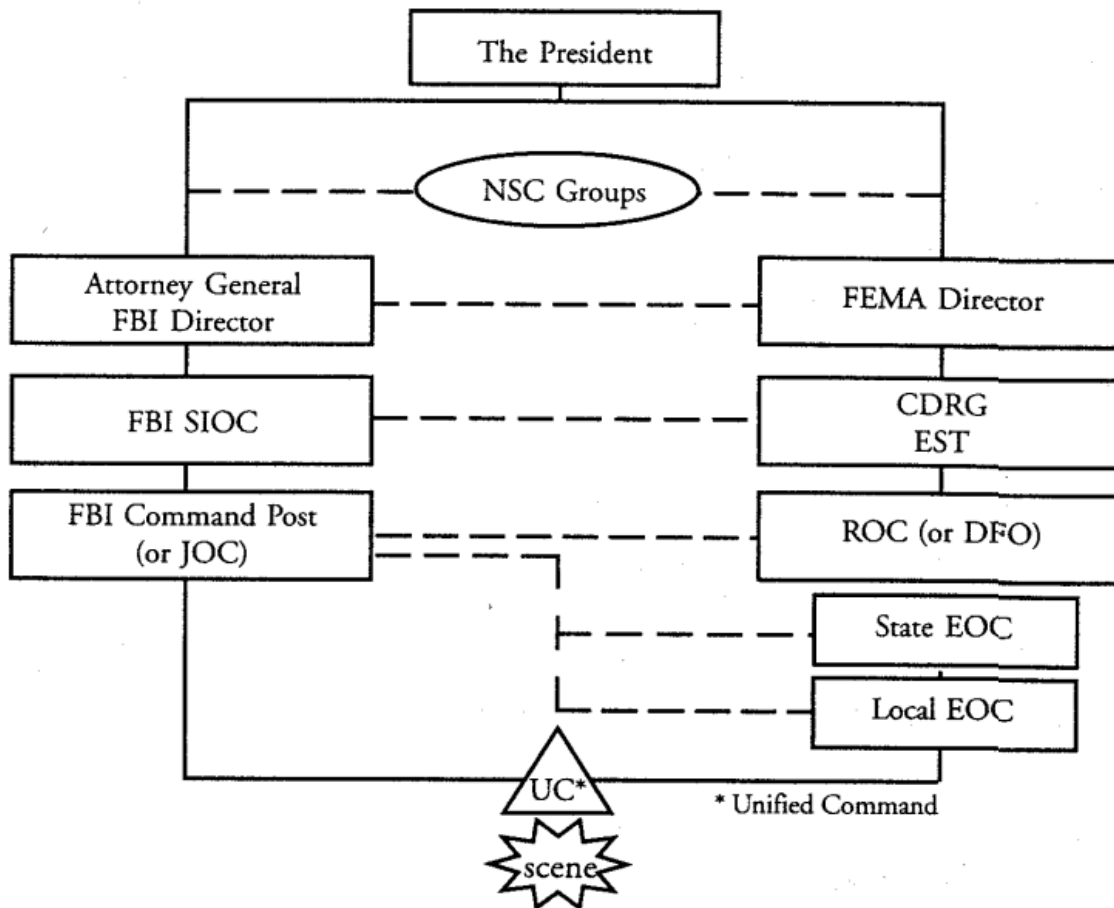 The President
NSC Groups
Attorney General
FBI Director
FEMA Director
FBI SIOC
CDRG
EST
FBI Command Post
(or JOC)
ROC (or DFO)
State EOC
Local EOC
UC*
* Unified Command
scene